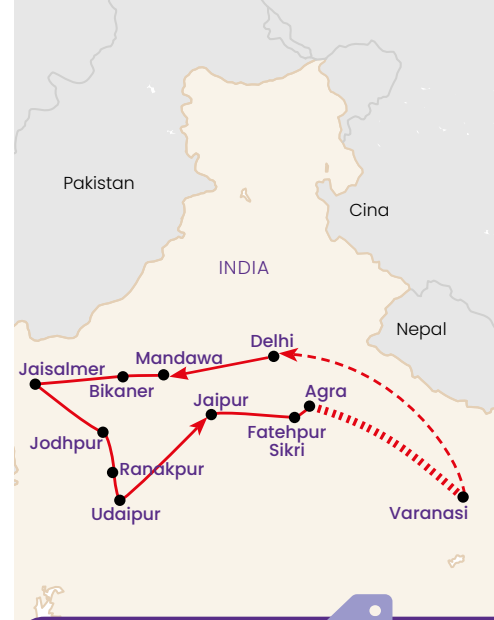 Pakistan
Cina
INDIA
Nepal
Delhi
Mandawa
Jaisalmer
Bikaner
Agra
Jaipur
Fatehpur
Sikri
Jodhpur
Ranakpur
Udaipur
Varanasi